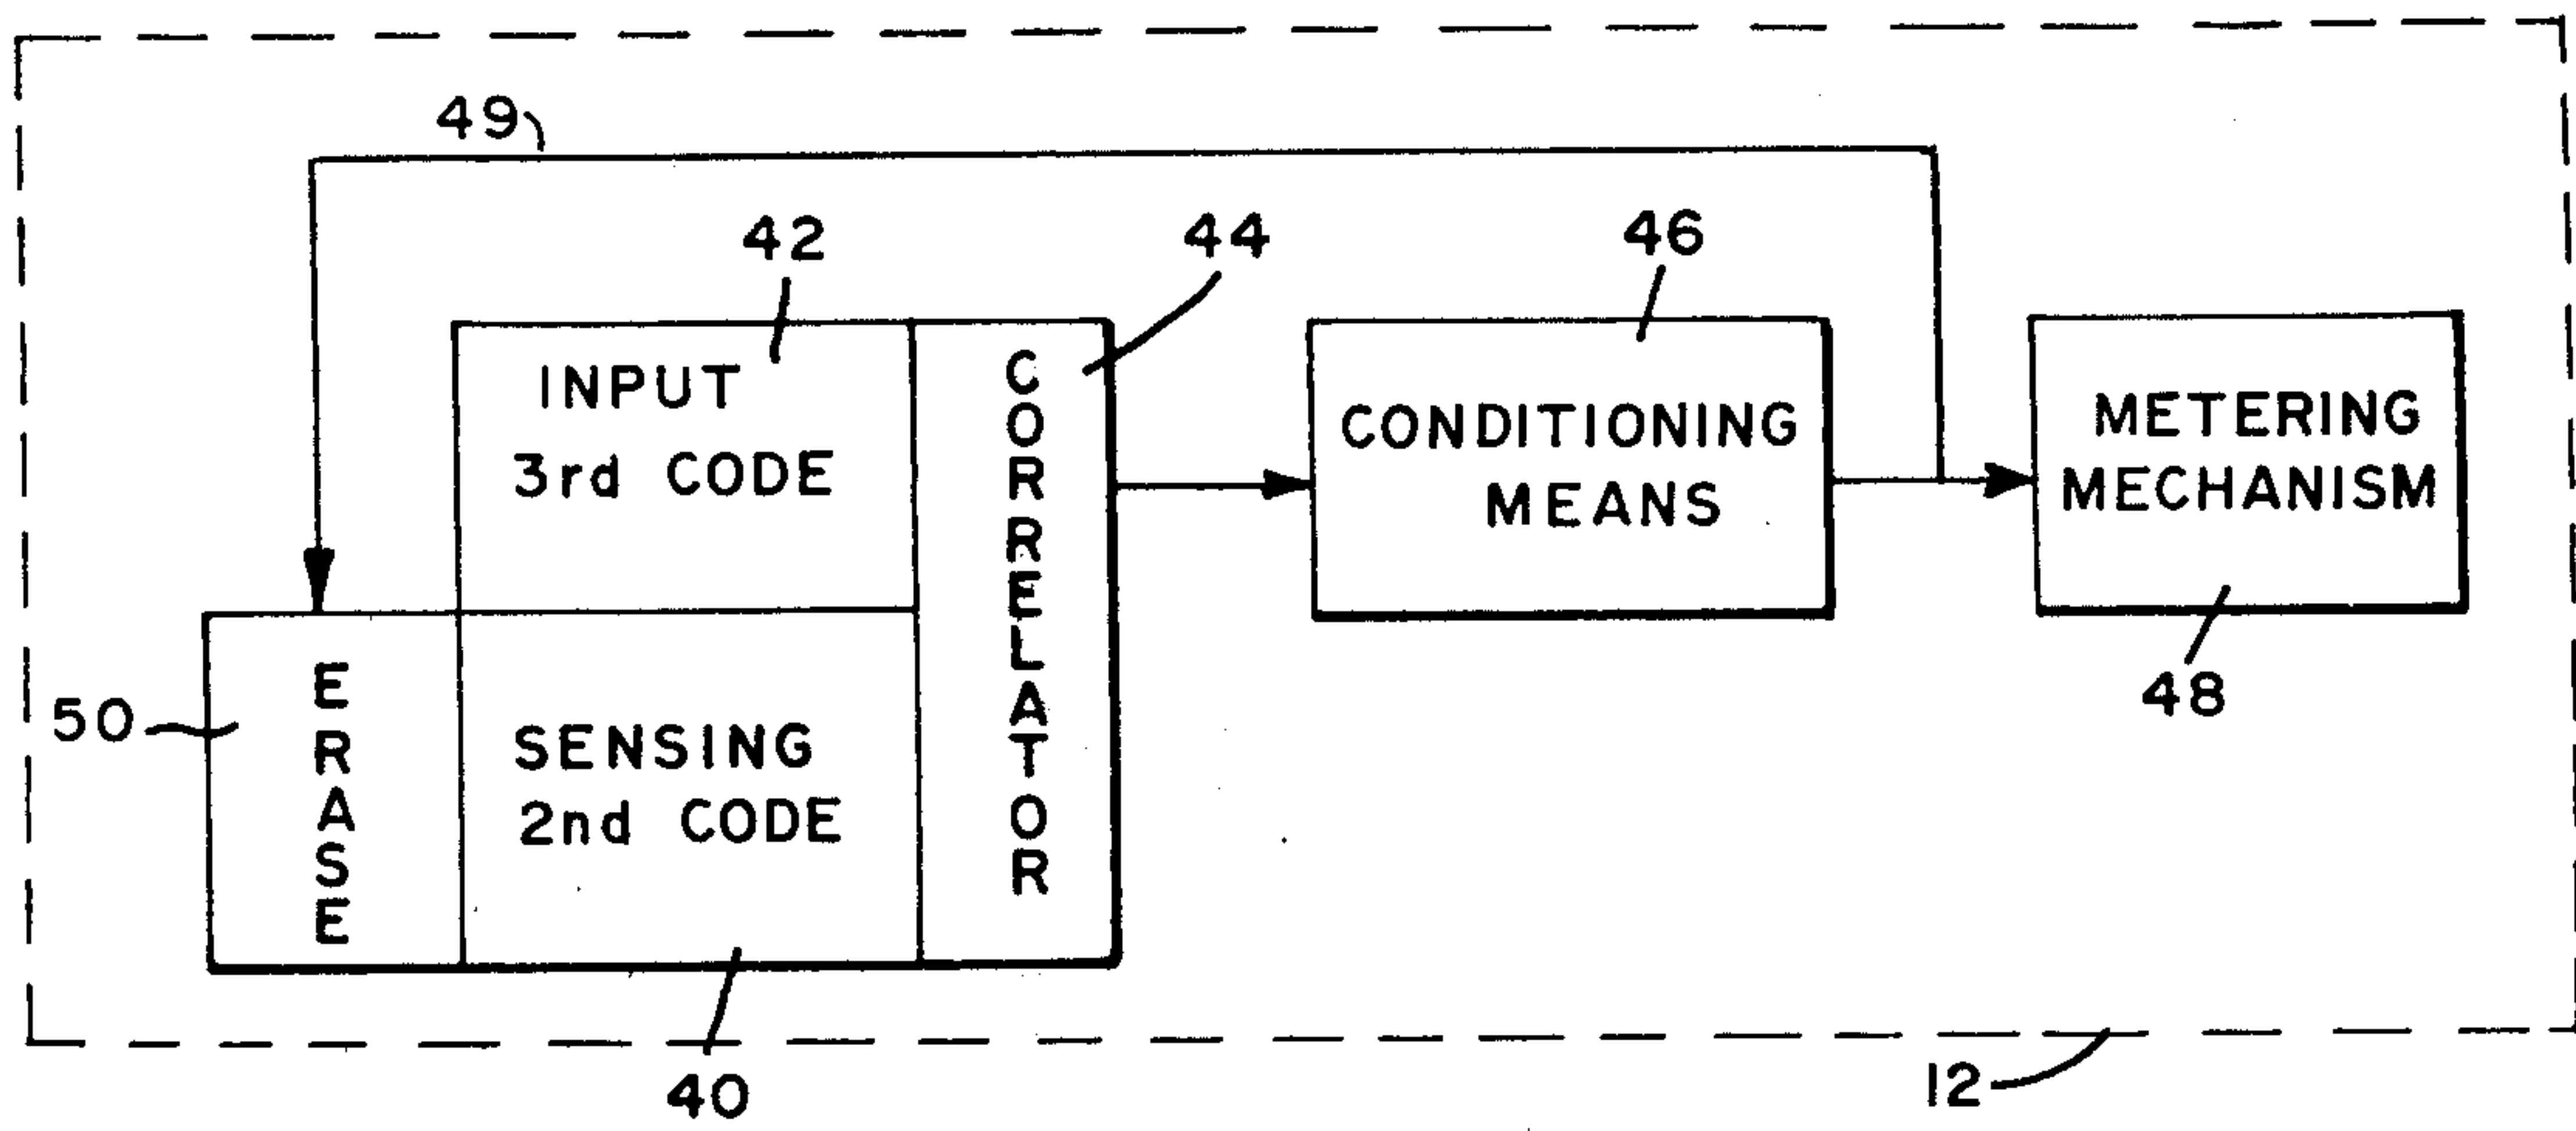 49
42
44
46
INPUT
3rd CODE
CORRELATOR
CONDITIONING
MEANS
METERING
MECHANISM
50
ERASE
SENSING
2nd CODE
48
40
12